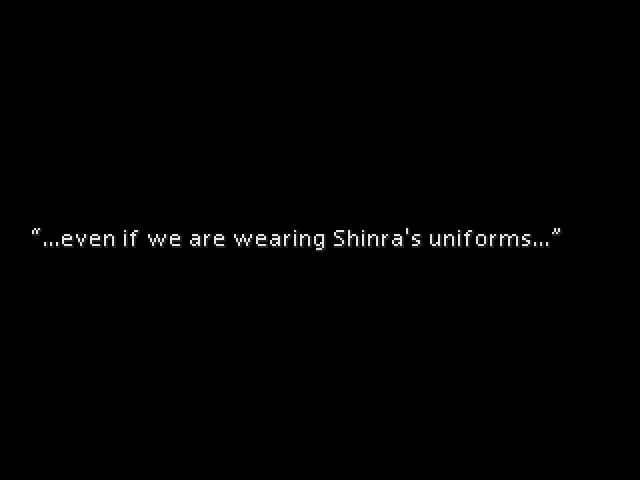 “...even if we are wearing Shinra's uniforms...”